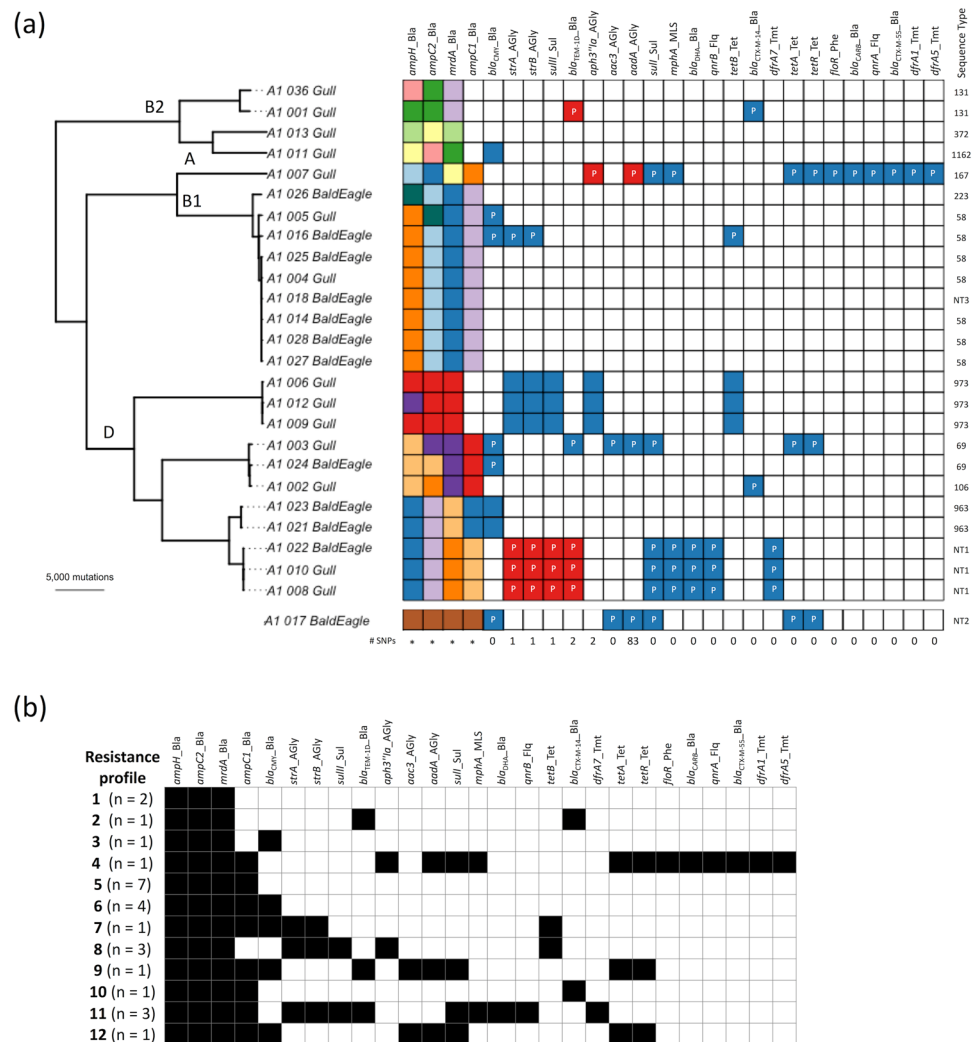 (a)
ampH_Bla
ampC2_Bla
mrdA_Bla
ampC1_Bla
blaCMY_Bla
strA_AGly
strB_AGly
sulII_Sul
blaTEM-1D_Bla
aph3"Ia_AGly
aac3_AGly
aadA_AGly
sulI_Sul
mphA_MLS
blaDHA_Bla
qnrB_Flq
tetB_Tet
blaCTX-M-14_Bla
dfrA7_Tmt
tetA_Tet
tetR_Tet
floR_Phe
blaCARB_Bla
qnrA_Flq
blaCTX-M-55_Bla
dfrA1_Tmt
dfrA5_Tmt
Sequence Type
B2
A
B1
D
5,000 mutations
A1 036 Gull 131
A1 001 Gull P P 131
A1 013 Gull 372
A1 011 Gull 1162
A1 007 Gull P P P P P P P P P P P P 167
A1 026 BaldEagle 223
A1 005 Gull P 58
A1 016 BaldEagle P P P P 58
A1 025 BaldEagle 58
A1 004 Gull 58
A1 018 BaldEagle NT3
A1 014 BaldEagle 58
A1 028 BaldEagle 58
A1 027 BaldEagle 58
A1 006 Gull 973
A1 012 Gull 973
A1 009 Gull 973
A1 003 Gull P P P P P P P 69
A1 024 BaldEagle P 69
A1 002 Gull P 106
A1 023 BaldEagle 963
A1 021 BaldEagle 963
A1 022 BaldEagle P P P P P P P P P NT1
A1 010 Gull P P P P P P P P P NT1
A1 008 Gull P P P P P P P P P NT1
A1 017 BaldEagle P P P P P P NT2
# SNPs * * * * 0 1 1 1 2 2 0 83 0 0 0 0 0 0 0 0 0 0 0 0 0 0 0
(b)
Resistance
profile
ampH_Bla
ampC2_Bla
mrdA_Bla
ampC1_Bla
blaCMY_Bla
strA_AGly
strB_AGly
sulII_Sul
blaTEM-1D_Bla
aph3"Ia_AGly
aac3_AGly
aadA_AGly
sulI_Sul
mphA_MLS
blaDHA_Bla
qnrB_Flq
tetB_Tet
blaCTX-M-14_Bla
dfrA7_Tmt
tetA_Tet
tetR_Tet
floR_Phe
blaCARB_Bla
qnrA_Flq
blaCTX-M-55_Bla
dfrA1_Tmt
dfrA5_Tmt
1 (n = 2)
2 (n = 1)
3 (n = 1)
4 (n = 1)
5 (n = 7)
6 (n = 4)
7 (n = 1)
8 (n = 3)
9 (n = 1)
10 (n = 1)
11 (n = 3)
12 (n = 1)